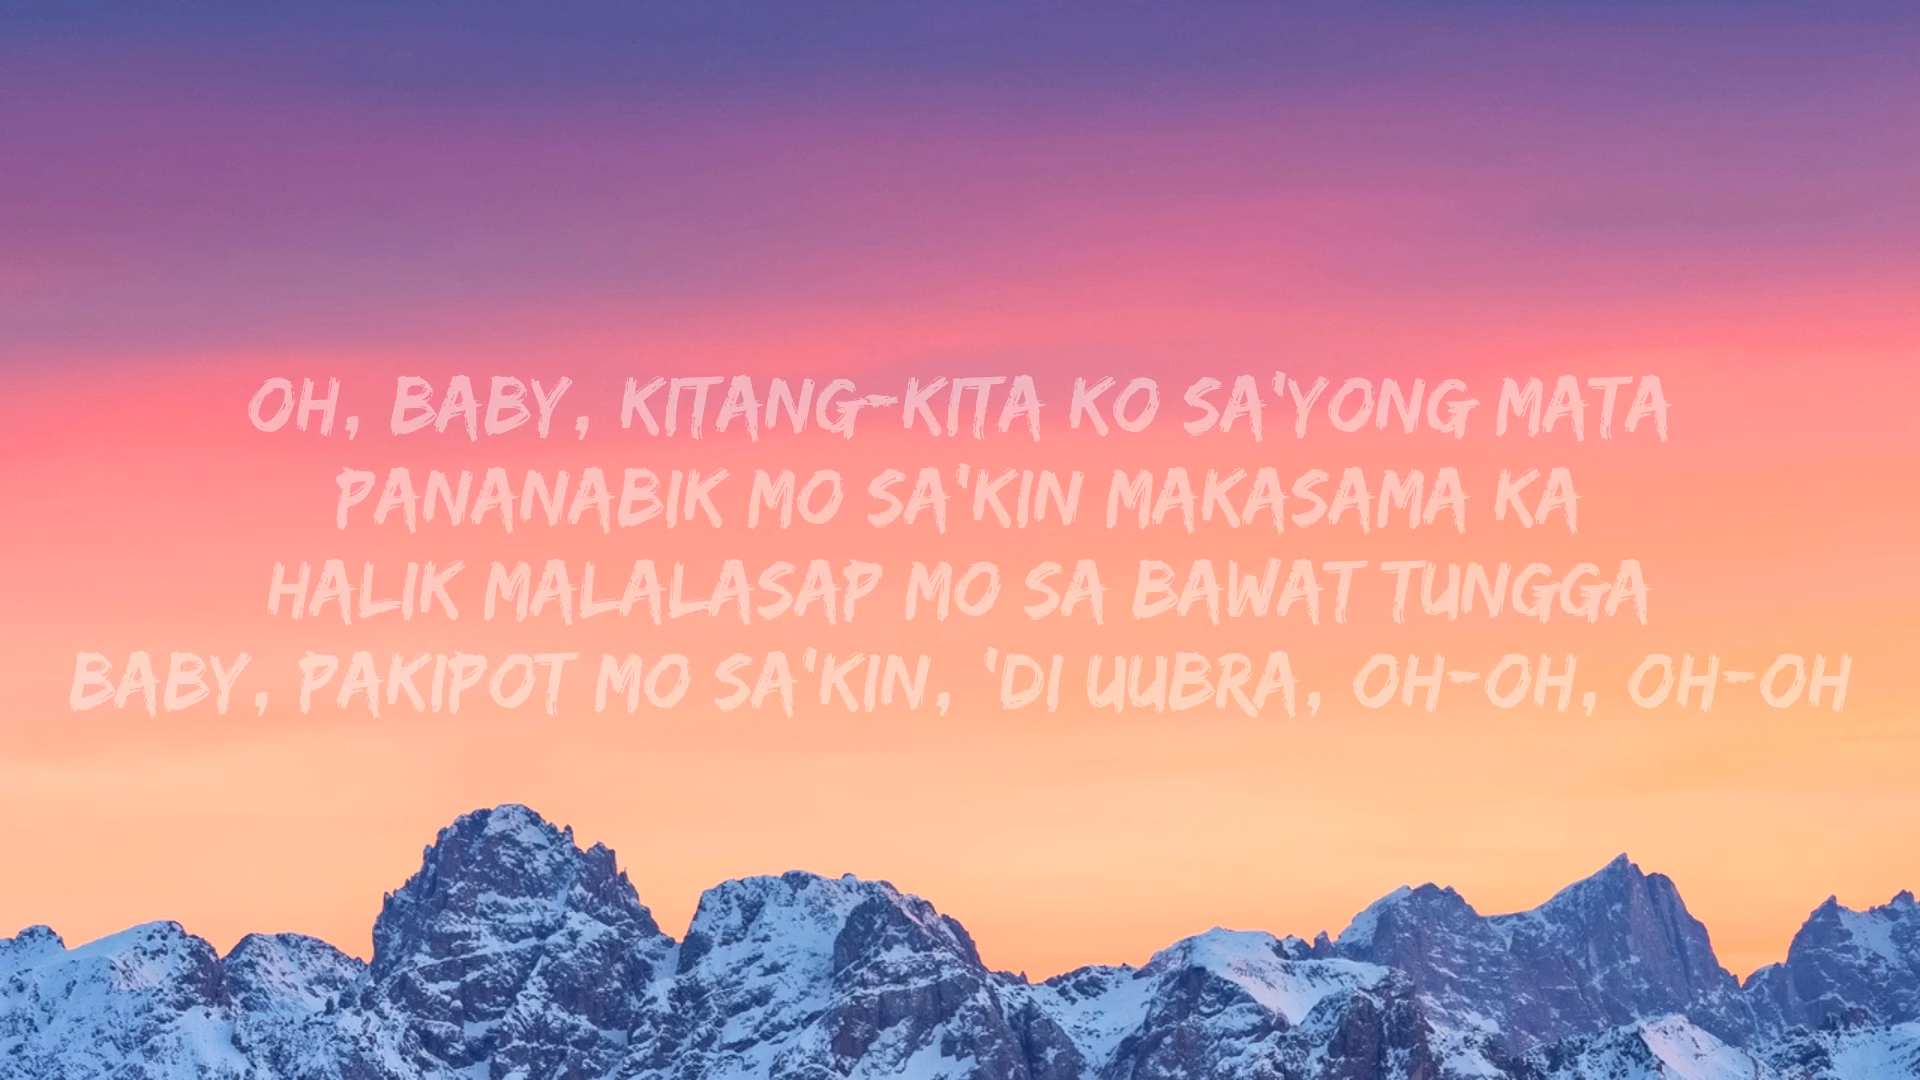 OH, BABY, KITANG-KITA KO SA'YONG MATA
PANANABIK MO SA'KIN MAKASAMA KA
HALIK MALALASAP MO SA BAWAT TUNGGA
BABY, PAKIPOT MO SA'KIN, 'DI UUBRA, OH-OH, OH-OH